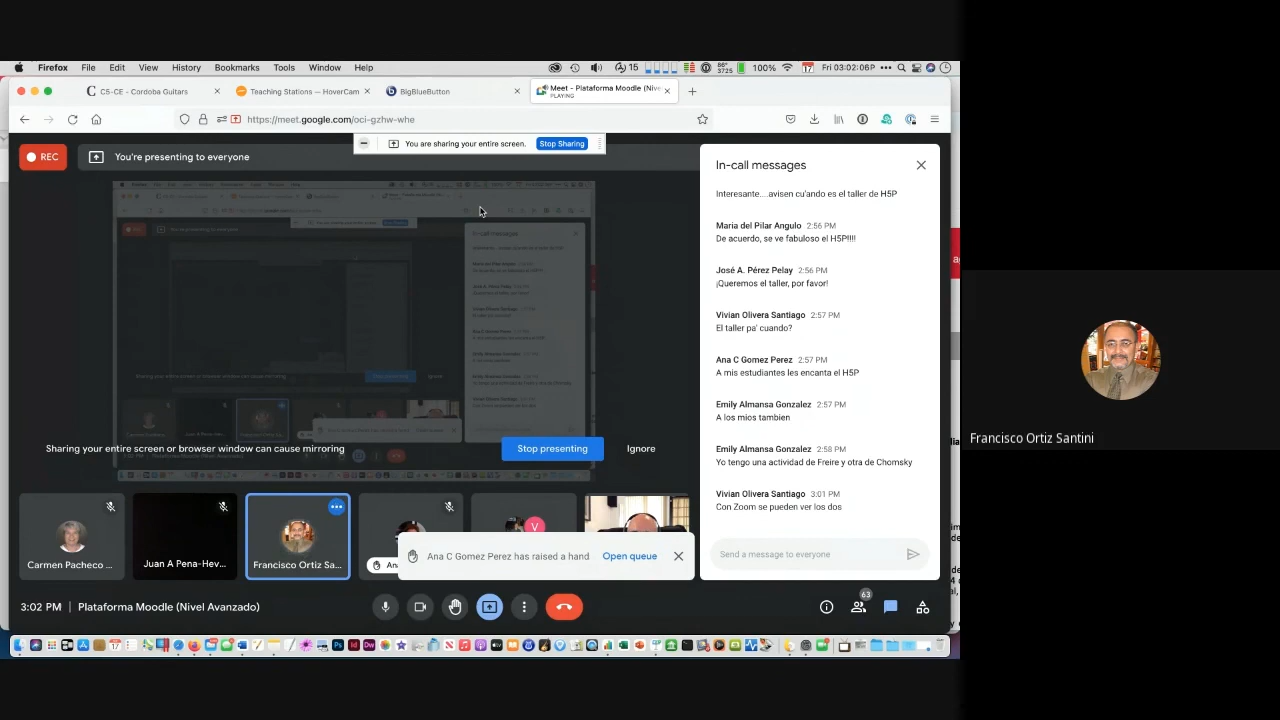 Firefox File Edit View History Bookmarks Tools Window Help
15 86° 3725 100% 17 Fri 03:02:06P
CS-CE - Cordoba Guitars
Teaching Stations — HoverCam
BigBlueButton
Meet - Plataforma Moodle (Nive
PLAYING
https://meet.google.com/oci-gzhw-whe
You are sharing your entire screen. Stop Sharing
REC
You're presenting to everyone
In-call messages
Interesante....avisen cu'ando es el taller de H5P
Maria del Pilar Angulo 2:56 PM
De acuerdo, se ve fabuloso el H5P!!!!
José A. Pérez Pelay 2:56 PM
¡Queremos el taller, por favor!
Vivian Olivera Santiago 2:57 PM
El taller pa' cuando?
Ana C Gomez Perez 2:57 PM
A mis estudiantes les encanta el H5P
Emily Almansa Gonzalez 2:57 PM
A los mios tambien
Emily Almansa Gonzalez 2:58 PM
Yo tengo una actividad de Freire y otra de Chomsky
Vivian Olivera Santiago 3:01 PM
Con Zoom se pueden ver los dos
Send a message to everyone
Sharing your entire screen or browser window can cause mirroring
Stop presenting Ignore
Carmen Pacheco ...
Juan A Pena-Hev...
Francisco Ortiz Sa...
Ana
V
Ana C Gomez Perez has raised a hand Open queue
3:02 PM | Plataforma Moodle (Nivel Avanzado)
63
Francisco Ortiz Santini